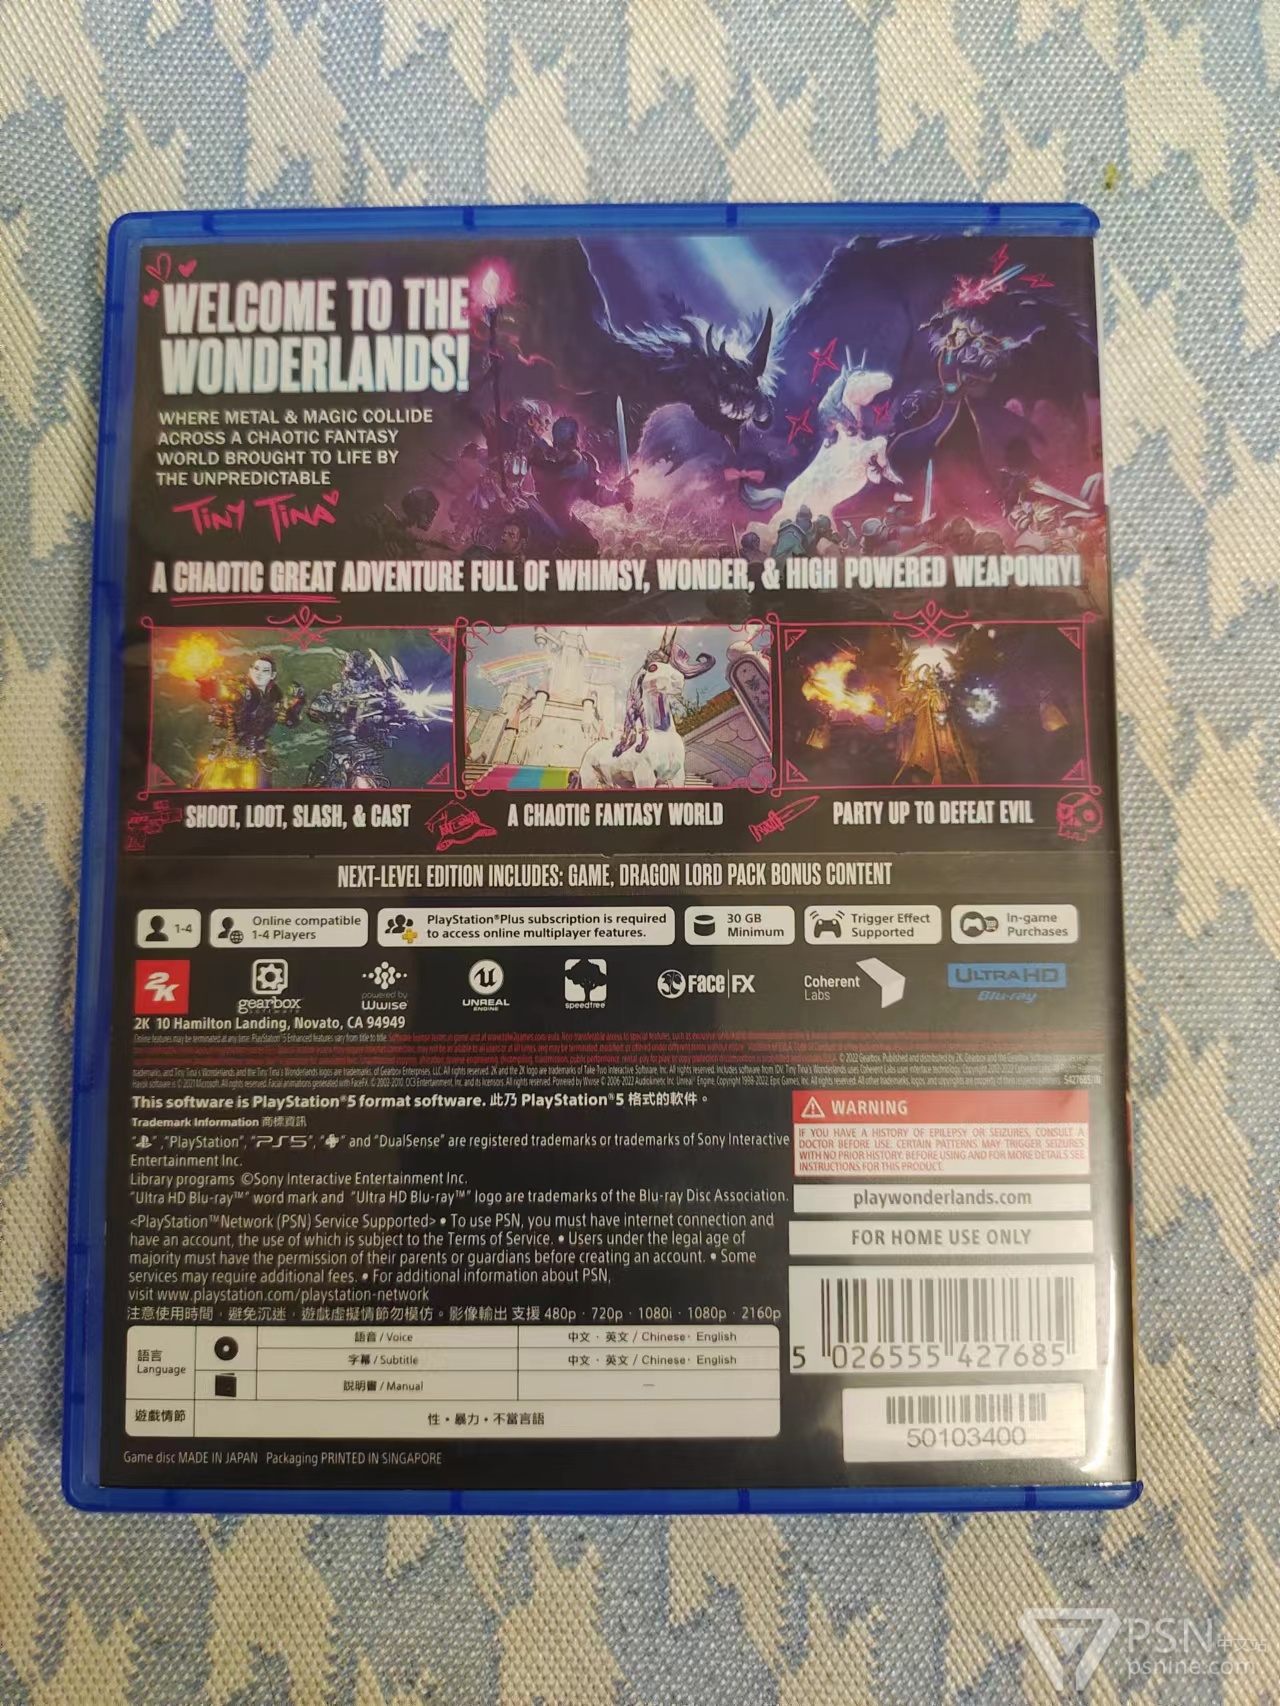 WELCOME TO THE
WONDERLANDS!
WHERE METAL & MAGIC COLLIDE
ACROSS A CHAOTIC FANTASY
WORLD BROUGHT TO LIFE BY
THE UNPREDICTABLE
TINY TINA
A CHAOTIC GREAT ADVENTURE FULL OF WHIMSY, WONDER, & HIGH POWERED WEAPONRY!
SHOOT, LOOT, SLASH, & CAST
A CHAOTIC FANTASY WORLD
PARTY UP TO DEFEAT EVIL
NEXT-LEVEL EDITION INCLUDES: GAME, DRAGON LORD PACK BONUS CONTENT
1-4
Online compatible
1-4 Players
PlayStation®Plus subscription is required
to access online multiplayer features.
30 GB
Minimum
Trigger Effect
Supported
In-game
Purchases
2K
gearbox
SOFTWARE
powered by
wwise
UNREAL
ENGINE
speedtree
FACE|FX
Coherent
Labs
ULTRA HD
Blu-ray
2K 10 Hamilton Landing, Novato, CA 94949
This software is PlayStation®5 format software. 此乃 PlayStation®5 格式的軟件。
Trademark Information 商標資訊
"PlayStation", "PS5", and "DualSense" are registered trademarks or trademarks of Sony Interactive
Entertainment Inc.
Library programs ©Sony Interactive Entertainment Inc.
"Ultra HD Blu-ray™" word mark and "Ultra HD Blu-ray™" logo are trademarks of the Blu-ray Disc Association.
<PlayStation™Network (PSN) Service Supported> • To use PSN, you must have internet connection and
have an account, the use of which is subject to the Terms of Service. • Users under the legal age of
majority must have the permission of their parents or guardians before creating an account. • Some
services may require additional fees. • For additional information about PSN,
visit www.playstation.com/playstation-network
注意使用時間，避免沉迷，遊戲虛擬情節勿模仿。影像輸出 支援 480p · 720p · 1080i · 1080p · 2160p
語言
Language
語音 / Voice
中文 · 英文 / Chinese · English
字幕 / Subtitle
中文 · 英文 / Chinese · English
說明書 / Manual
—
遊戲情節
性・暴力・不當言語
Game disc MADE IN JAPAN Packaging PRINTED IN SINGAPORE
WARNING
IF YOU HAVE A HISTORY OF EPILEPSY OR SEIZURES, CONSULT A
DOCTOR BEFORE USE. CERTAIN PATTERNS MAY TRIGGER SEIZURES
WITH NO PRIOR HISTORY. BEFORE USING AND FOR MORE DETAILS SEE
INSTRUCTIONS FOR THIS PRODUCT.
playwonderlands.com
FOR HOME USE ONLY
5 026555 427685
50103400
PSN中文站
psnine.com